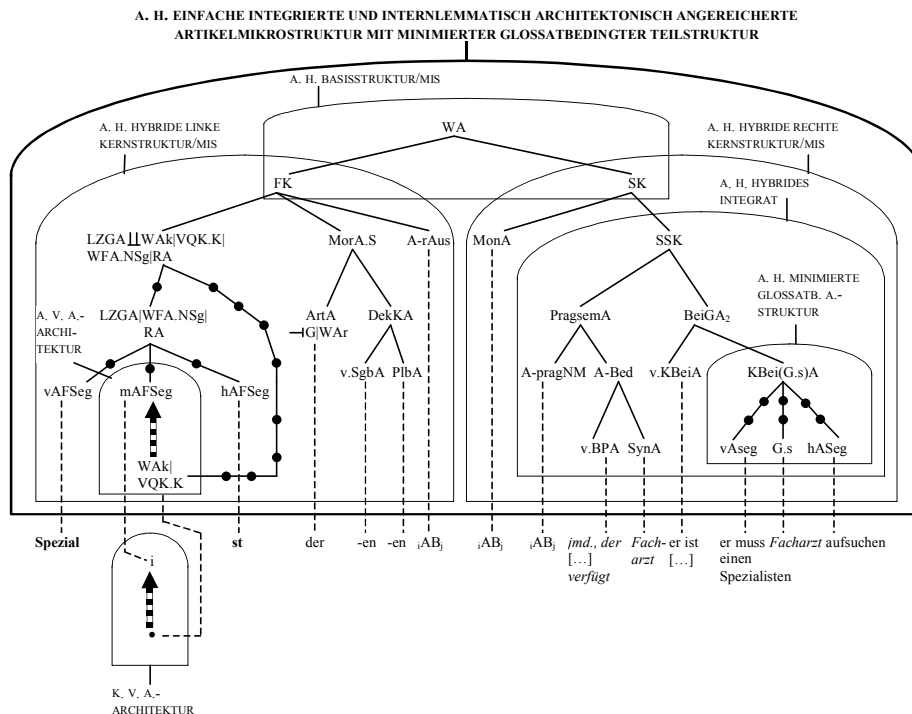 A. H. EINFACHE INTEGRIERTE UND INTERNLEMMATISCH ARCHITEKTONISCH ANGEREICHERTE
ARTIKELMIKROSTRUKTUR MIT MINIMIERTER GLOSSATBEDINGTER TEILSTRUKTUR
A. H. BASISSTRUKTUR/MIS
A. H. HYBRIDE LINKE
KERNSTRUKTUR/MIS
WA
A. H. HYBRIDE RECHTE
KERNSTRUKTUR/MIS
FK
SK
A. H. HYBRIDES
INTEGRAT
LZGA╨WAk|VQK.K|
WFA.NSg|RA
MorA.S
A-rAus
MonA
SSK
A. H. MINIMIERTE
GLOSSATB. A.-
STRUKTUR
A. V. A.-
ARCHI-
TEKTUR
LZGA|WFA.NSg|
RA
ArtA
⊣G|WAr
DekKA
PragsemA
BeiGA₂
vAFSeg
mAFSeg
hAFSeg
v.SgbA
PlbA
A-pragNM
A-Bed
v.KBeiA
KBei(G.s)A
WAk|
VQK.K
v.BPA
SynA
vAseg
G.s
hASeg
Spezial
st
der
-en
-en
ᵢABⱼ
ᵢABⱼ
ᵢABⱼ
jmd., der
[…]
verfügt
Fach-
arzt
er ist
[…]
er muss
einen
Spezialisten
Facharzt
aufsuchen
i
K. V. A.-
ARCHITEKTUR